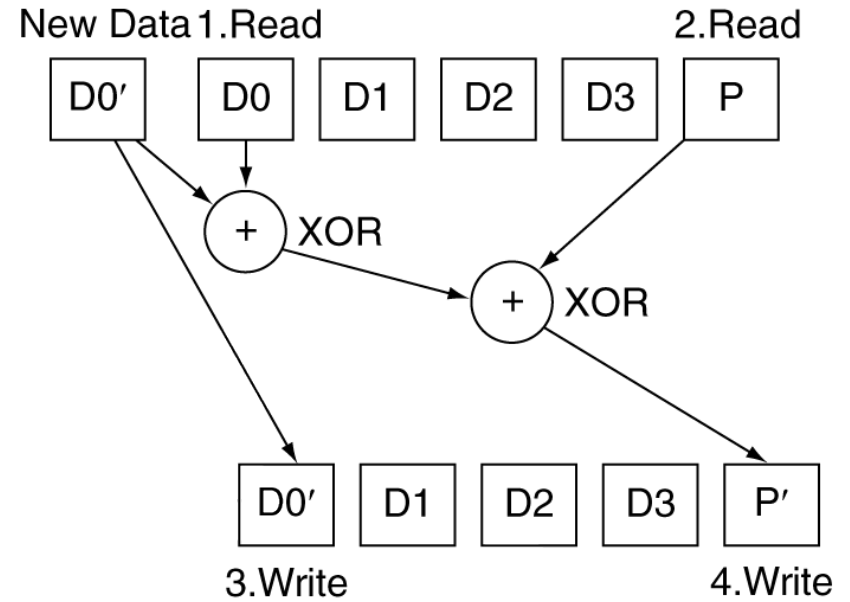 New Data 1.Read 2.Read
D0′ D0 D1 D2 D3 P
+ XOR
+ XOR
D0′ D1 D2 D3 P′
3.Write 4.Write